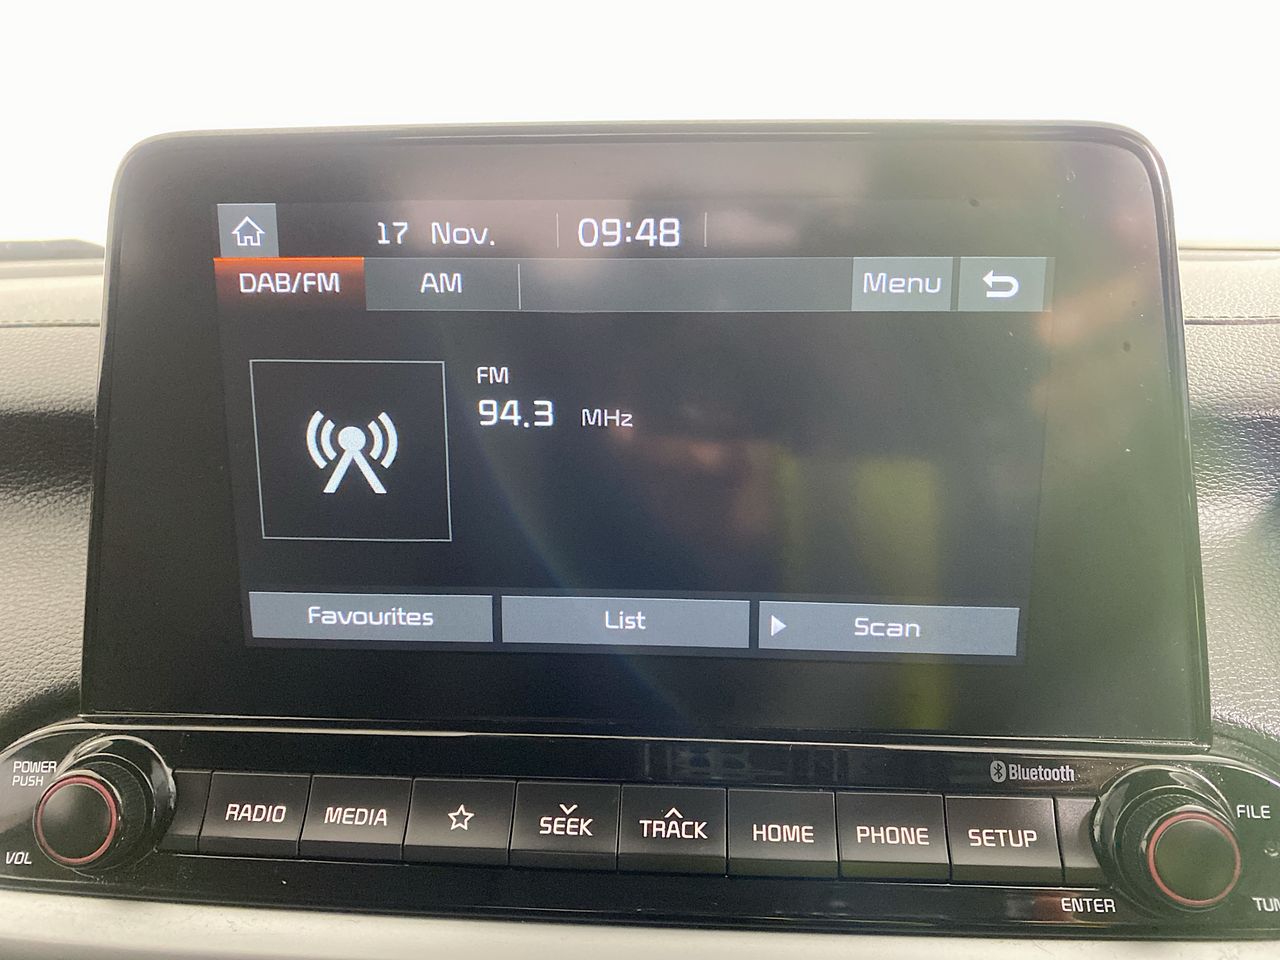 17 Nov. 09:48
DAB/FM AM Menu
FM
94.3 MHz
Favourites List Scan
Bluetooth
POWER
PUSH
VOL
RADIO MEDIA SEEK TRACK HOME PHONE SETUP
FILE
ENTER